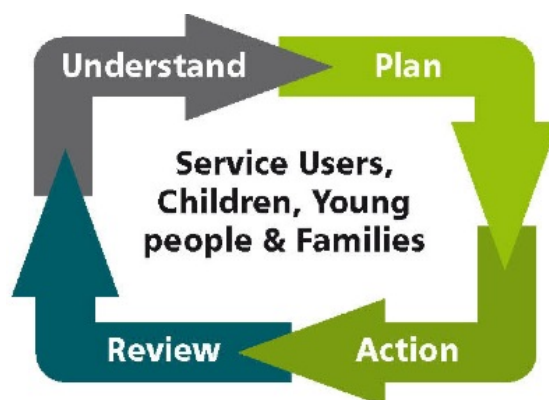 Understand
Plan
Service Users,
Children, Young
people & Families
Review
Action